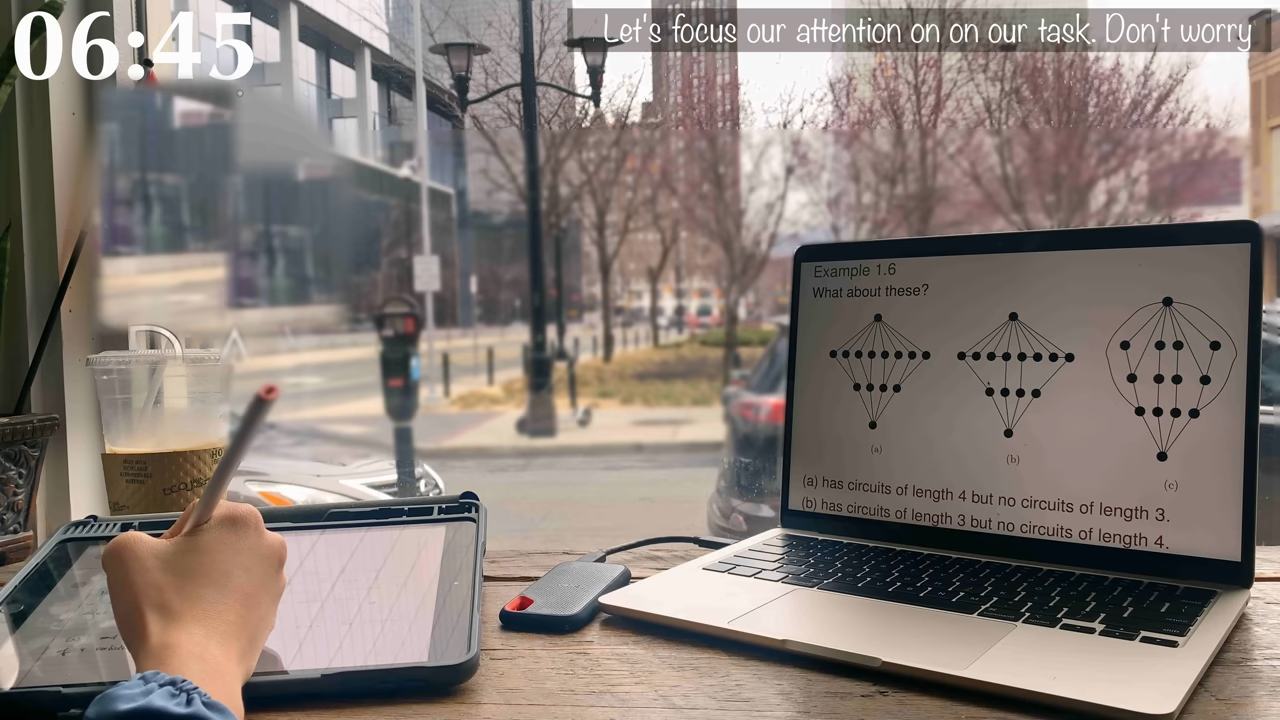 06:45
Let's focus our attention on on our task. Don't worry
Example 1.6
What about these?
(a)
(b)
(c)
(a) has circuits of length 4 but no circuits of length 3.
(b) has circuits of length 3 but no circuits of length 4.